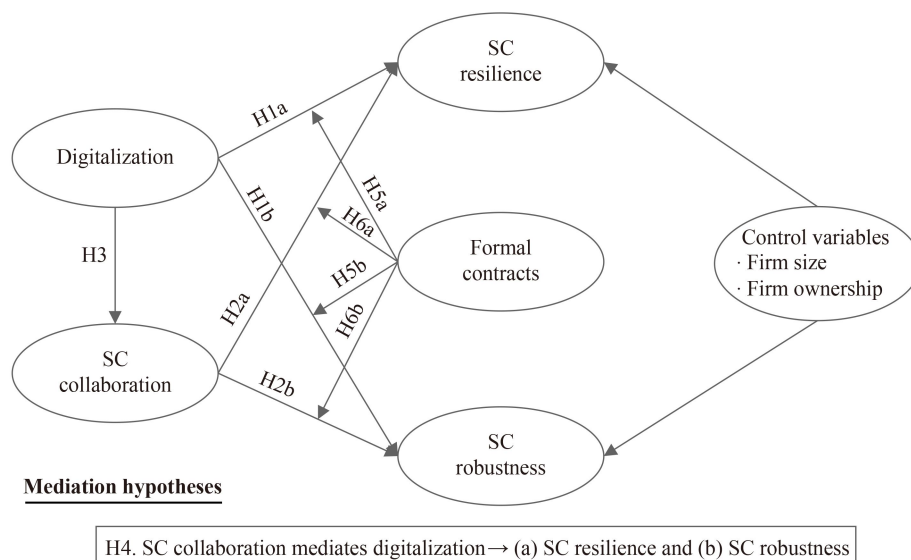 SC
resilience
H1a
Digitalization
H1b
H5a
H6a
Formal
contracts
Control variables
· Firm size
· Firm ownership
H3
H5b
H2a
H6b
SC
collaboration
H2b
SC
robustness
Mediation hypotheses
H4. SC collaboration mediates digitalization→ (a) SC resilience and (b) SC robustness